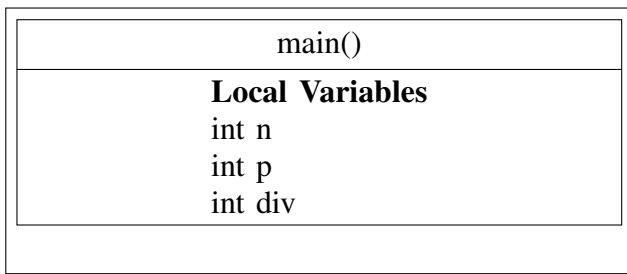 main()
Local Variables
int n
int p
int div